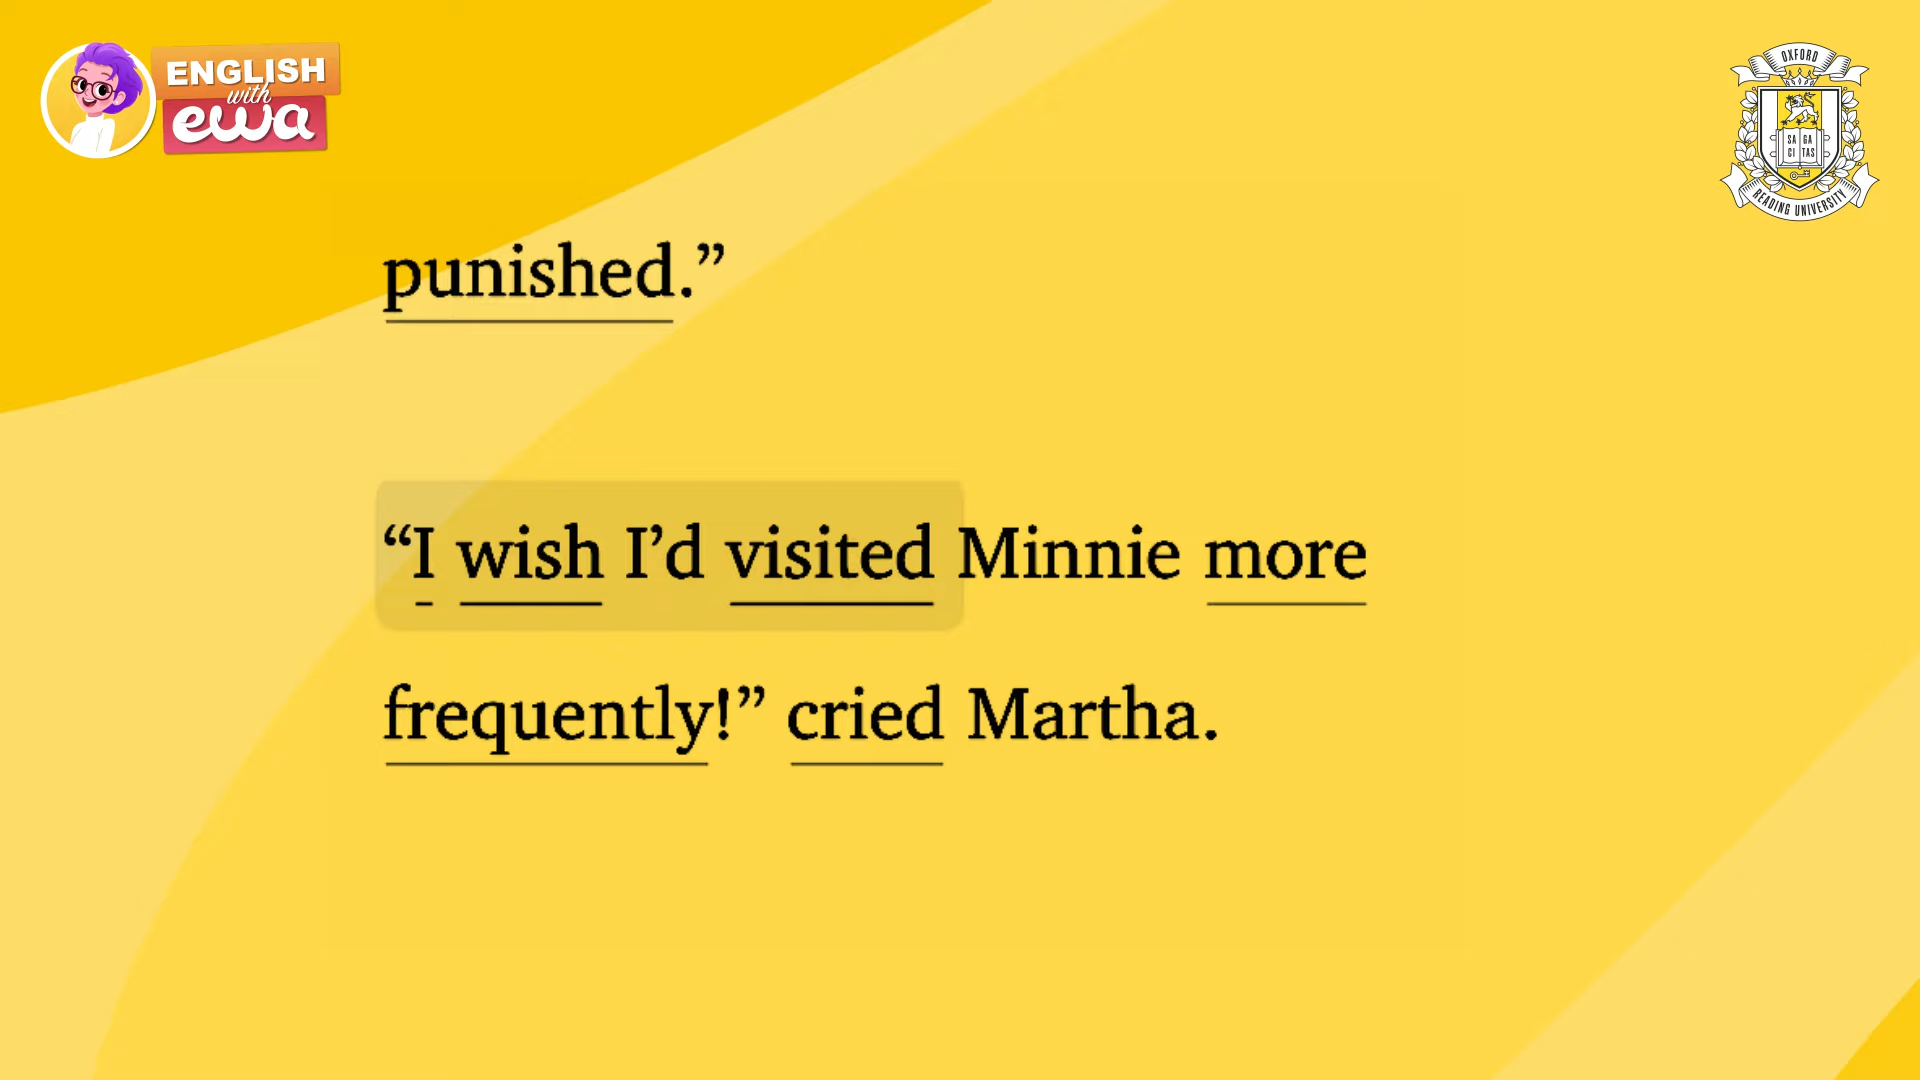 ENGLISH
with
ewa
OXFORD
SA GA
CI TAS
READING UNIVERSITY
punished.”
“I wish I’d visited Minnie more
frequently!” cried Martha.